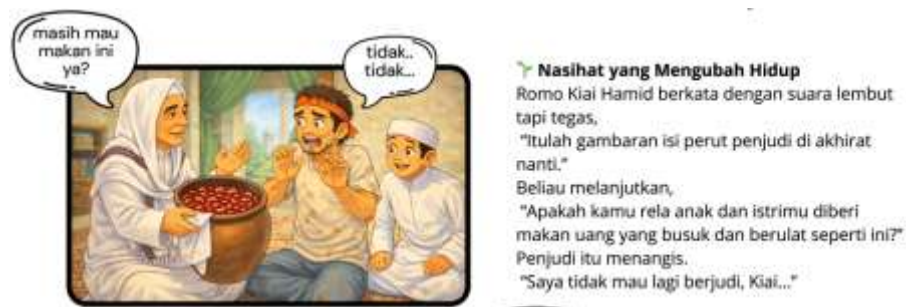 masih mau
makan ini
ya?
tidak..
tidak...
Nasihat yang Mengubah Hidup
Romo Kiai Hamid berkata dengan suara lembut
tapi tegas,
"Itulah gambaran isi perut penjudi di akhirat
nanti."
Beliau melanjutkan,
"Apakah kamu rela anak dan istrimu diberi
makan uang yang busuk dan berulat seperti ini?"
Penjudi itu menangis.
"Saya tidak mau lagi berjudi, Kiai..."